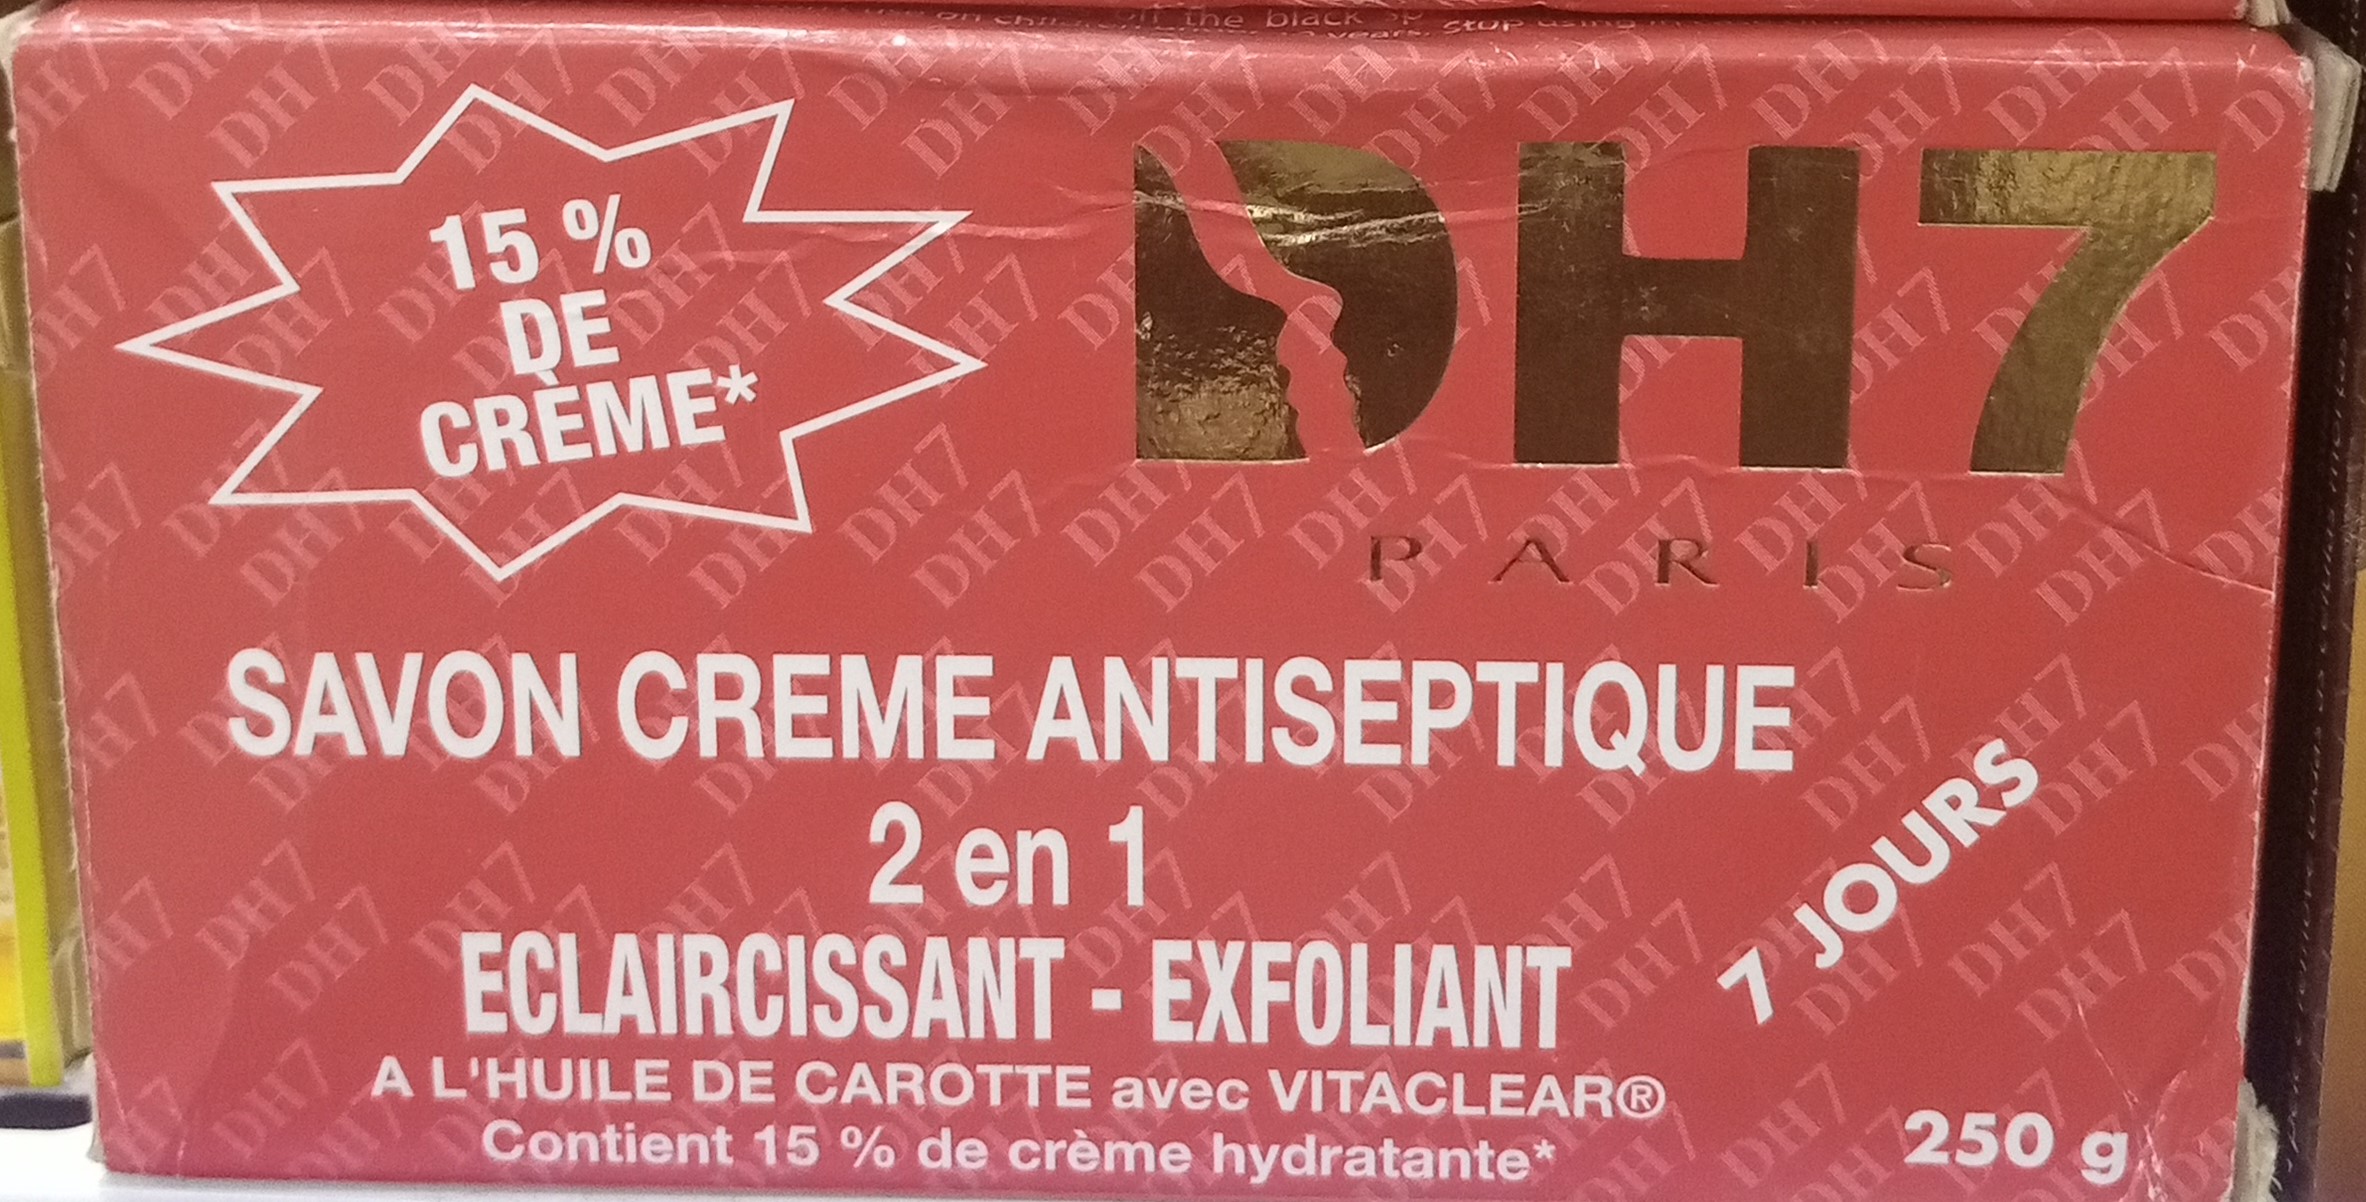 15 %
DE
CRÈME*
DH7
PARIS
SAVON CREME ANTISEPTIQUE
2 en 1
ECLAIRCISSANT - EXFOLIANT
7 JOURS
A L'HUILE DE CAROTTE avec VITACLEAR®
Contient 15 % de crème hydratante*
250 g